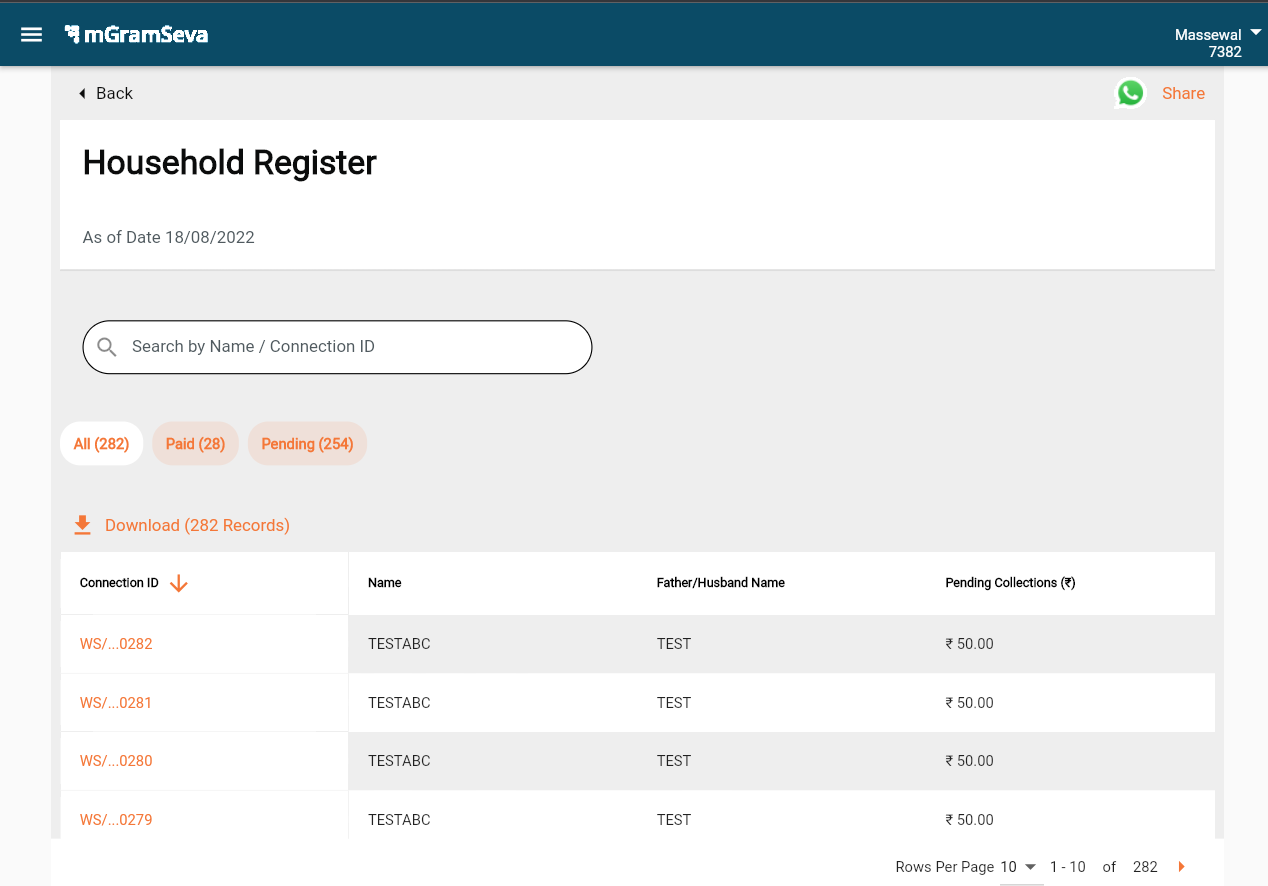 mGramSeva
Massewal
7382
Back
Share
Household Register
As of Date 18/08/2022
Search by Name / Connection ID
All (282) Paid (28) Pending (254)
Download (282 Records)
Connection ID Name Father/Husband Name Pending Collections (₹)
WS/...0282 TESTABC TEST ₹ 50.00
WS/...0281 TESTABC TEST ₹ 50.00
WS/...0280 TESTABC TEST ₹ 50.00
WS/...0279 TESTABC TEST ₹ 50.00
Rows Per Page 10 1 - 10 of 282